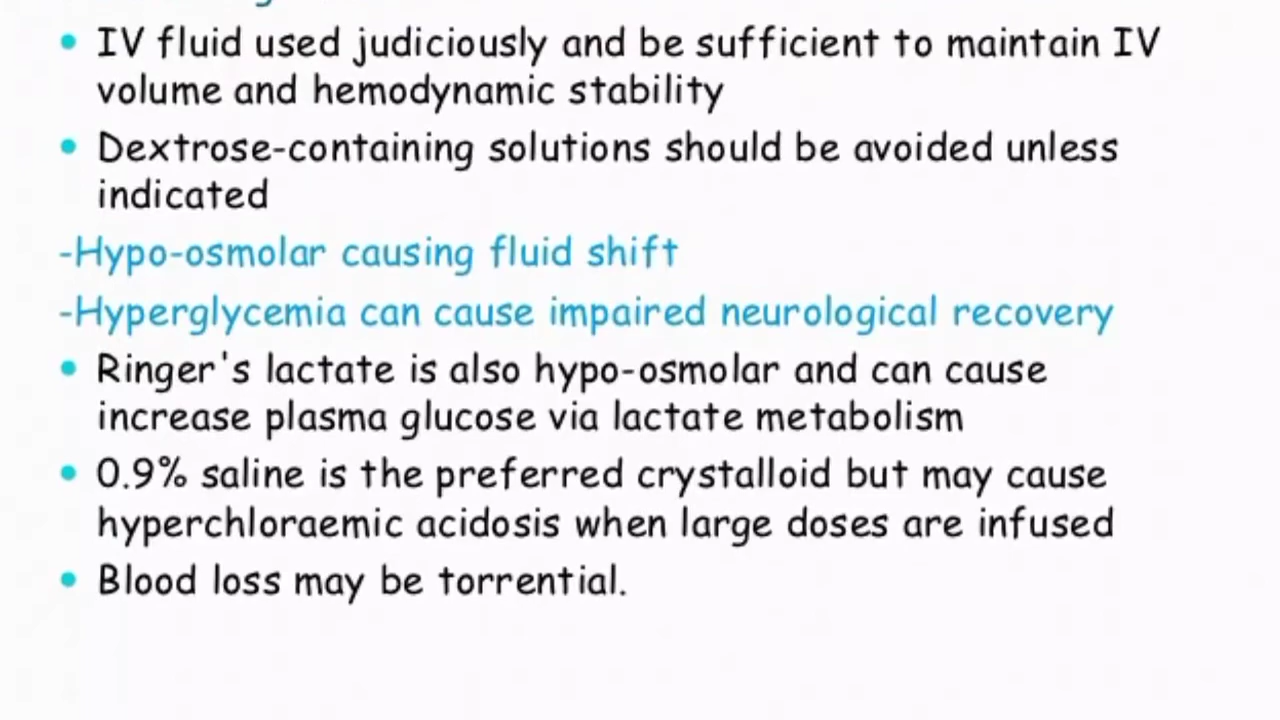 • IV fluid used judiciously and be sufficient to maintain IV
volume and hemodynamic stability
• Dextrose-containing solutions should be avoided unless
indicated
-Hypo-osmolar causing fluid shift
-Hyperglycemia can cause impaired neurological recovery
• Ringer's lactate is also hypo-osmolar and can cause
increase plasma glucose via lactate metabolism
• 0.9% saline is the preferred crystalloid but may cause
hyperchloraemic acidosis when large doses are infused
• Blood loss may be torrential.